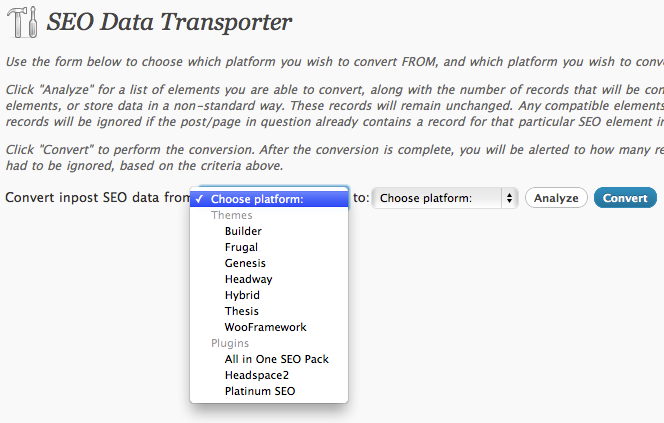 SEO Data Transporter
Use the form below to choose which platform you wish to convert FROM, and which platform you wish to
Click "Analyze" for a list of elements you are able to convert, along with the number of records that will be
elements, or store data in a non-standard way. These records will remain unchanged. Any compatible elements
records will be ignored if the post/page in question already contains a record for that particular SEO element
Click "Convert" to perform the conversion. After the conversion is complete, you will be alerted to how many
had to be ignored, based on the criteria above.
Convert inpost SEO data from ✓ Choose platform: to: Choose platform: Analyze Convert
Themes
Builder
Frugal
Genesis
Headway
Hybrid
Thesis
WooFramework
Plugins
All in One SEO Pack
Headspace2
Platinum SEO